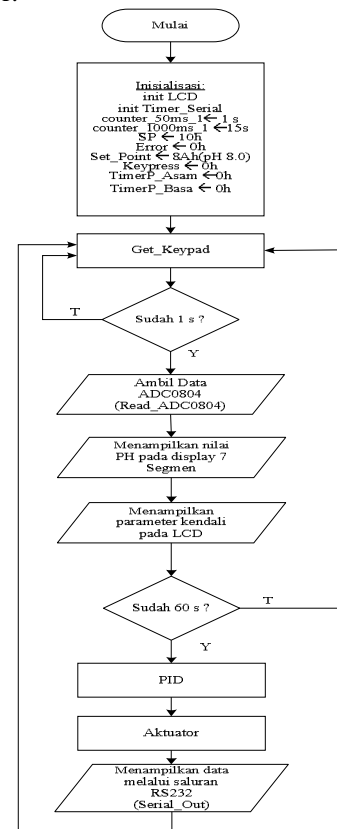 Mulai
Inisialisasi:
init LCD
init Timer_Serial
counter_50ms_1← 1 s
counter_1000ms_1 ←15s
SP ← 10h
Error ← 0h
Set_Point ← 8Ah(pH 8.0)
Keypress ← 0h
TimerP_Asam ←0h
TimerP_Basa ← 0h
Get_Keypad
T
Sudah 1 s ?
Y
Ambil Data
ADC0804
(Read_ADC0804)
Menampilkan nilai
PH pada display 7
Segmen
Menampilkan
parameter kendali
pada LCD
Sudah 60 s ?
T
Y
PID
Aktuator
Menampilkan data
melalui saluran
RS232
(Serial_Out)